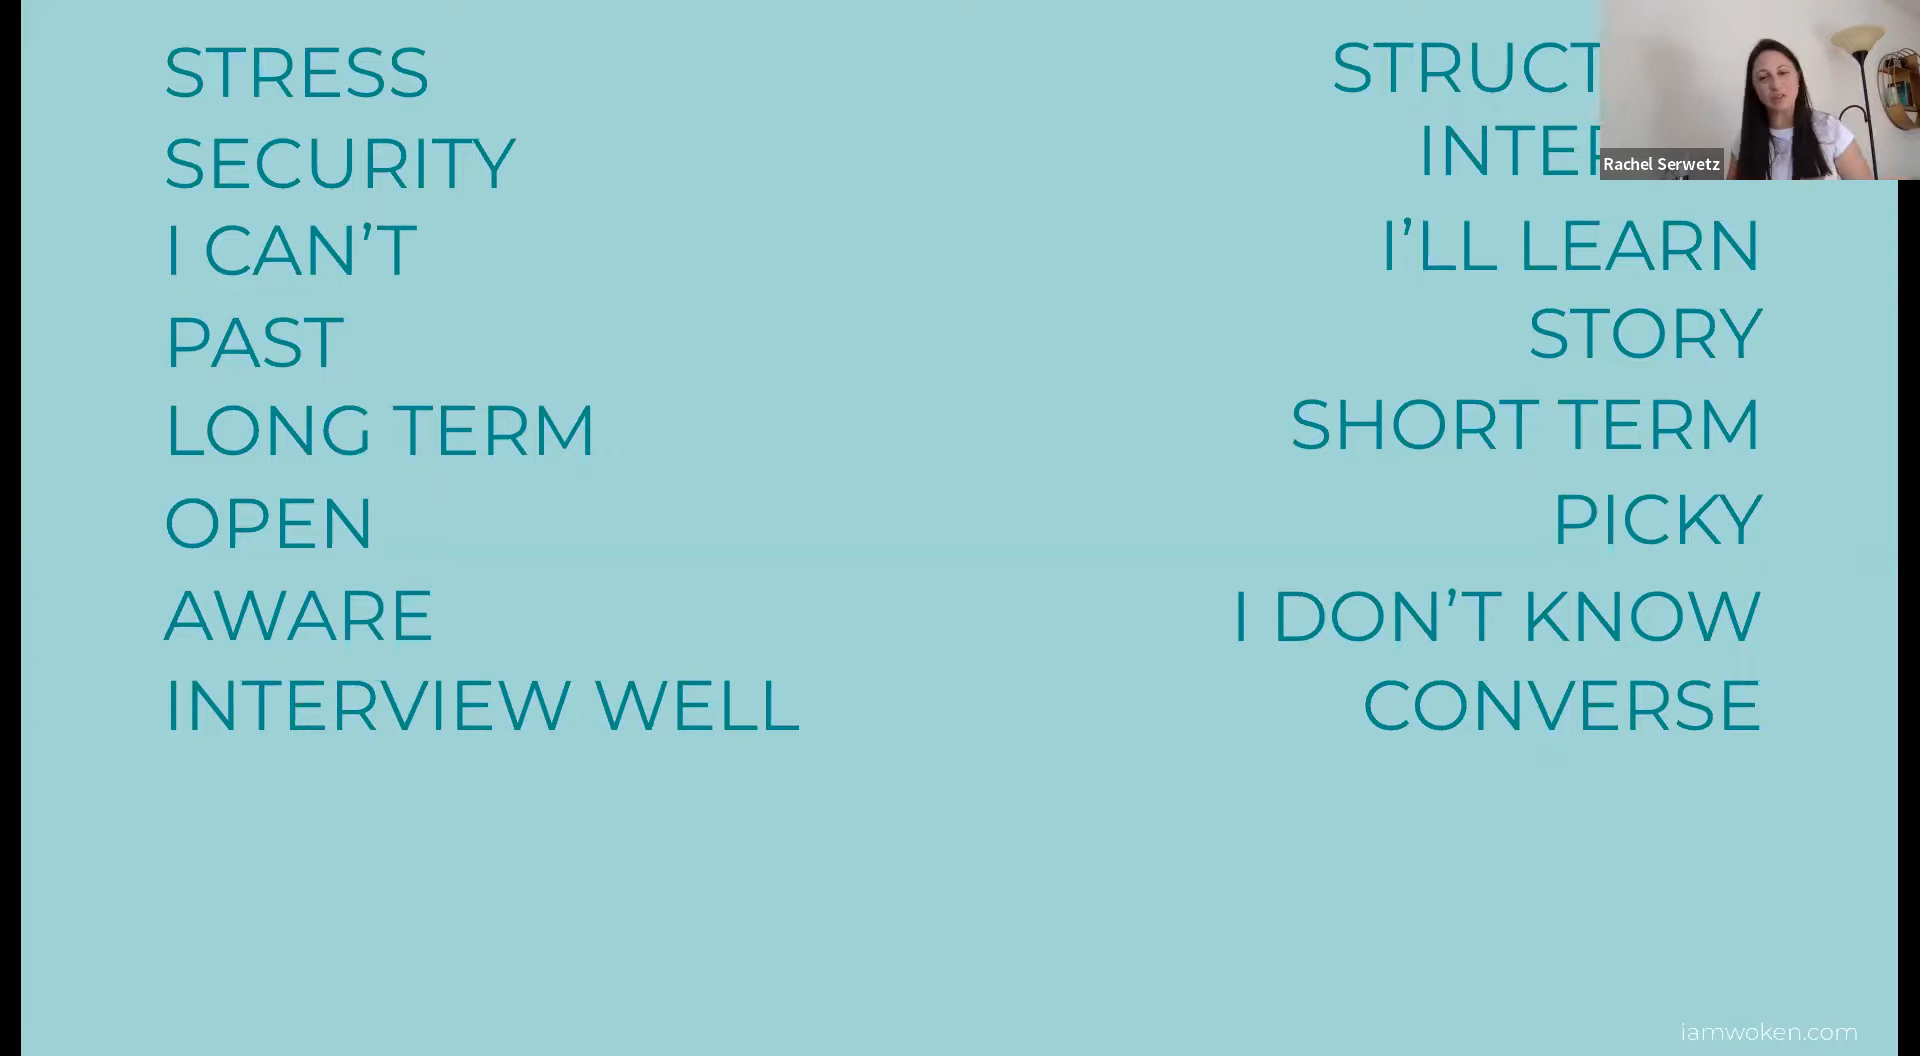 STRESS
SECURITY
I CAN’T
PAST
LONG TERM
OPEN
AWARE
INTERVIEW WELL
I’LL LEARN
STORY
SHORT TERM
PICKY
I DON’T KNOW
CONVERSE
Rachel Serwetz
iamwoken.com